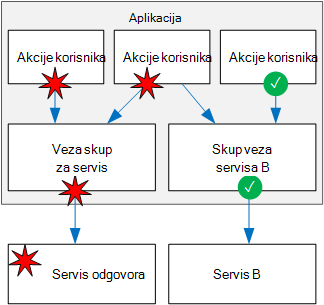 Aplikacija
Akcije korisnika
Akcije korisnika
Akcije korisnika
Veza skup
za servis
Skup veza
servisa B
Servis odgovora
Servis B